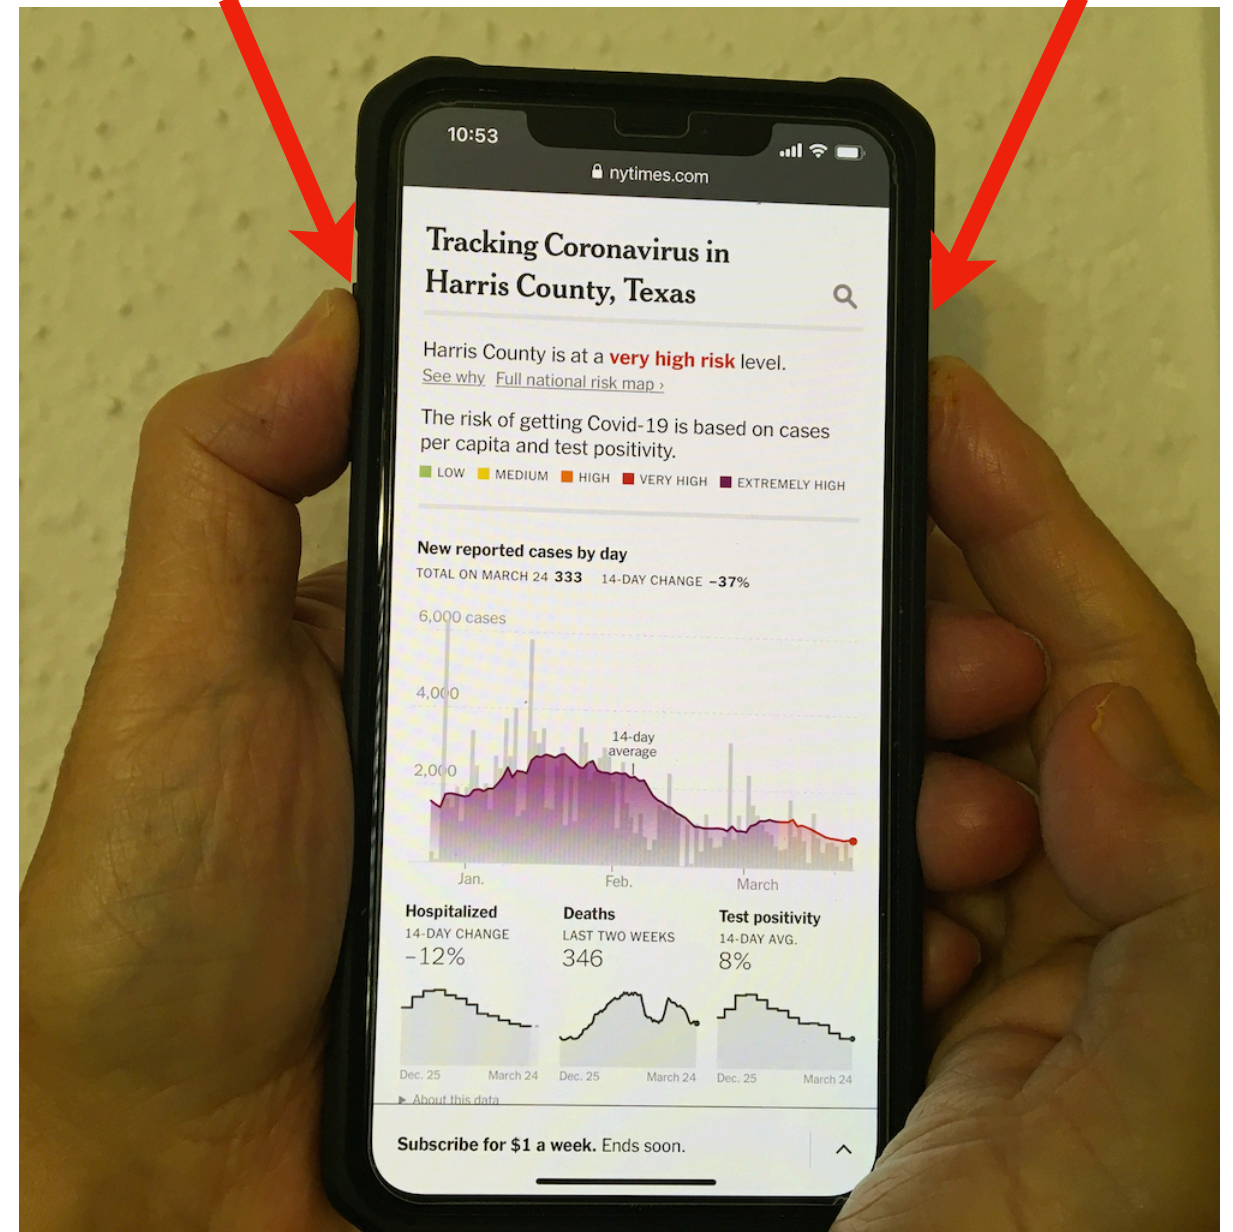 10:53
nytimes.com
Tracking Coronavirus in
Harris County, Texas
Harris County is at a very high risk level.
See why Full national risk map ›
The risk of getting Covid-19 is based on cases
per capita and test positivity.
LOW MEDIUM HIGH VERY HIGH EXTREMELY HIGH
New reported cases by day
TOTAL ON MARCH 24 333 14-DAY CHANGE –37%
6,000 cases
4,000
14-day
average
2,000
Jan. Feb. March
Hospitalized Deaths Test positivity
14-DAY CHANGE LAST TWO WEEKS 14-DAY AVG.
–12% 346 8%
Dec. 25 March 24 Dec. 25 March 24 Dec. 25 March 24
About this data
Subscribe for $1 a week. Ends soon.